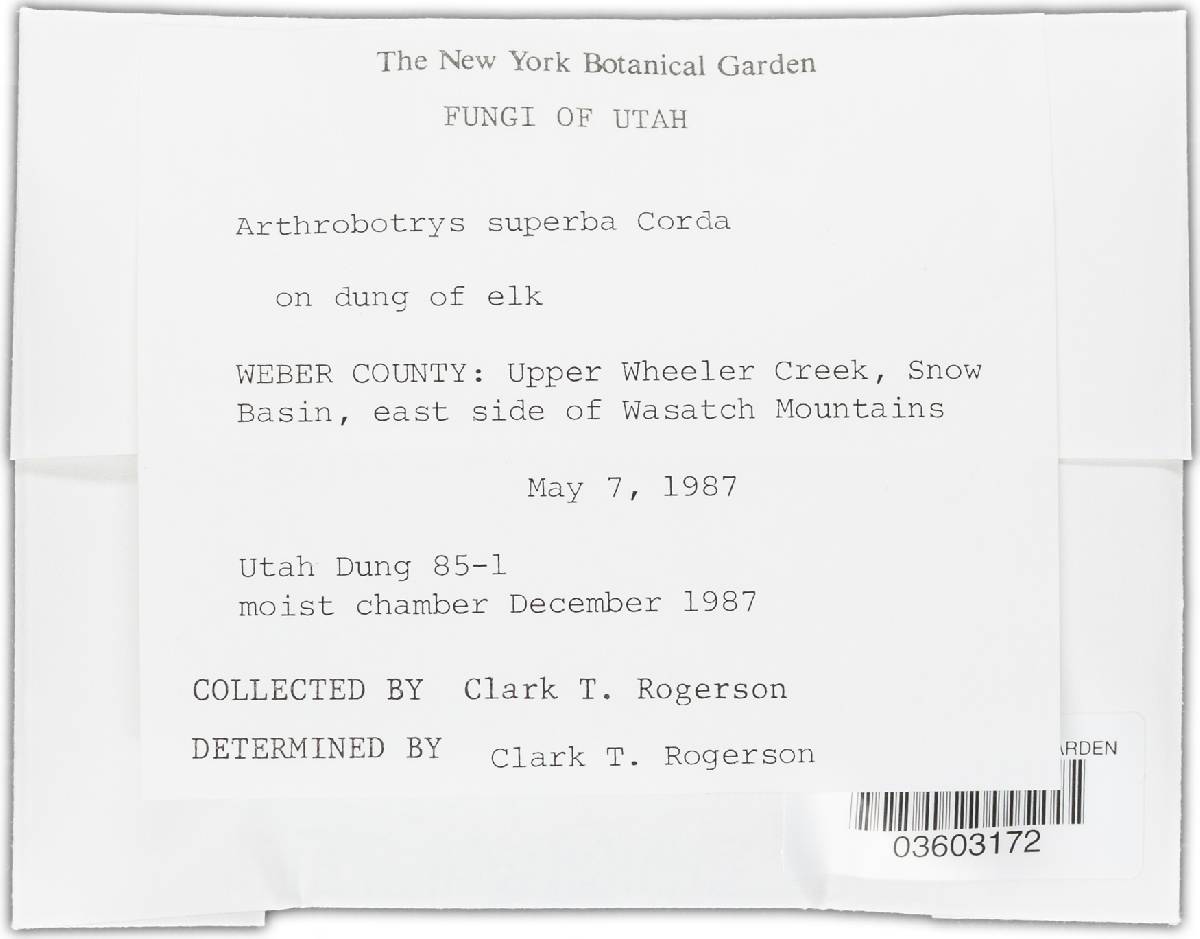 The New York Botanical Garden
FUNGI OF UTAH
Arthrobotrys superba Corda
on dung of elk
WEBER COUNTY: Upper Wheeler Creek, Snow
Basin, east side of Wasatch Mountains
May 7, 1987
Utah Dung 85-1
moist chamber December 1987
COLLECTED BY Clark T. Rogerson
DETERMINED BY Clark T. Rogerson
RDEN
03603172